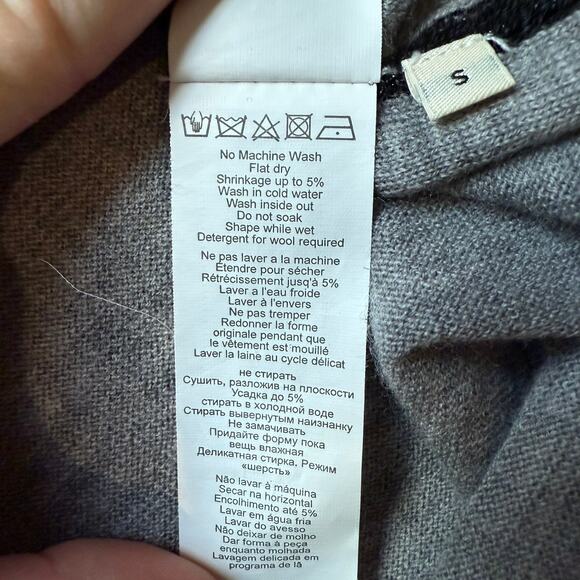 S
No Machine Wash
Flat dry
Shrinkage up to 5%
Wash in cold water
Wash inside out
Do not soak
Shape while wet
Detergent for wool required
Ne pas laver a la machine
Étendre pour sécher
Rétrécissement jusqu'à 5%
Laver a l'eau froide
Laver à l'envers
Ne pas tremper
Redonner la forme
originale pendant que
le vêtement est mouillé
Laver la laine au cycle délicat
не стирать
Сушить, разложив на плоскости
Усадка до 5%
стирать в холодной воде
Стирать вывернутым наизнанку
Не замачивать
Придайте форму пока
вещь влажная
Деликатная стирка. Режим
«шерсть»
Não lavar à máquina
Secar na horizontal
Encolhimento até 5%
Lavar em água fria
Lavar do avesso
Não deixar de molho
Dar forma à peça
enquanto molhada
Lavagem delicada em
programa de lã